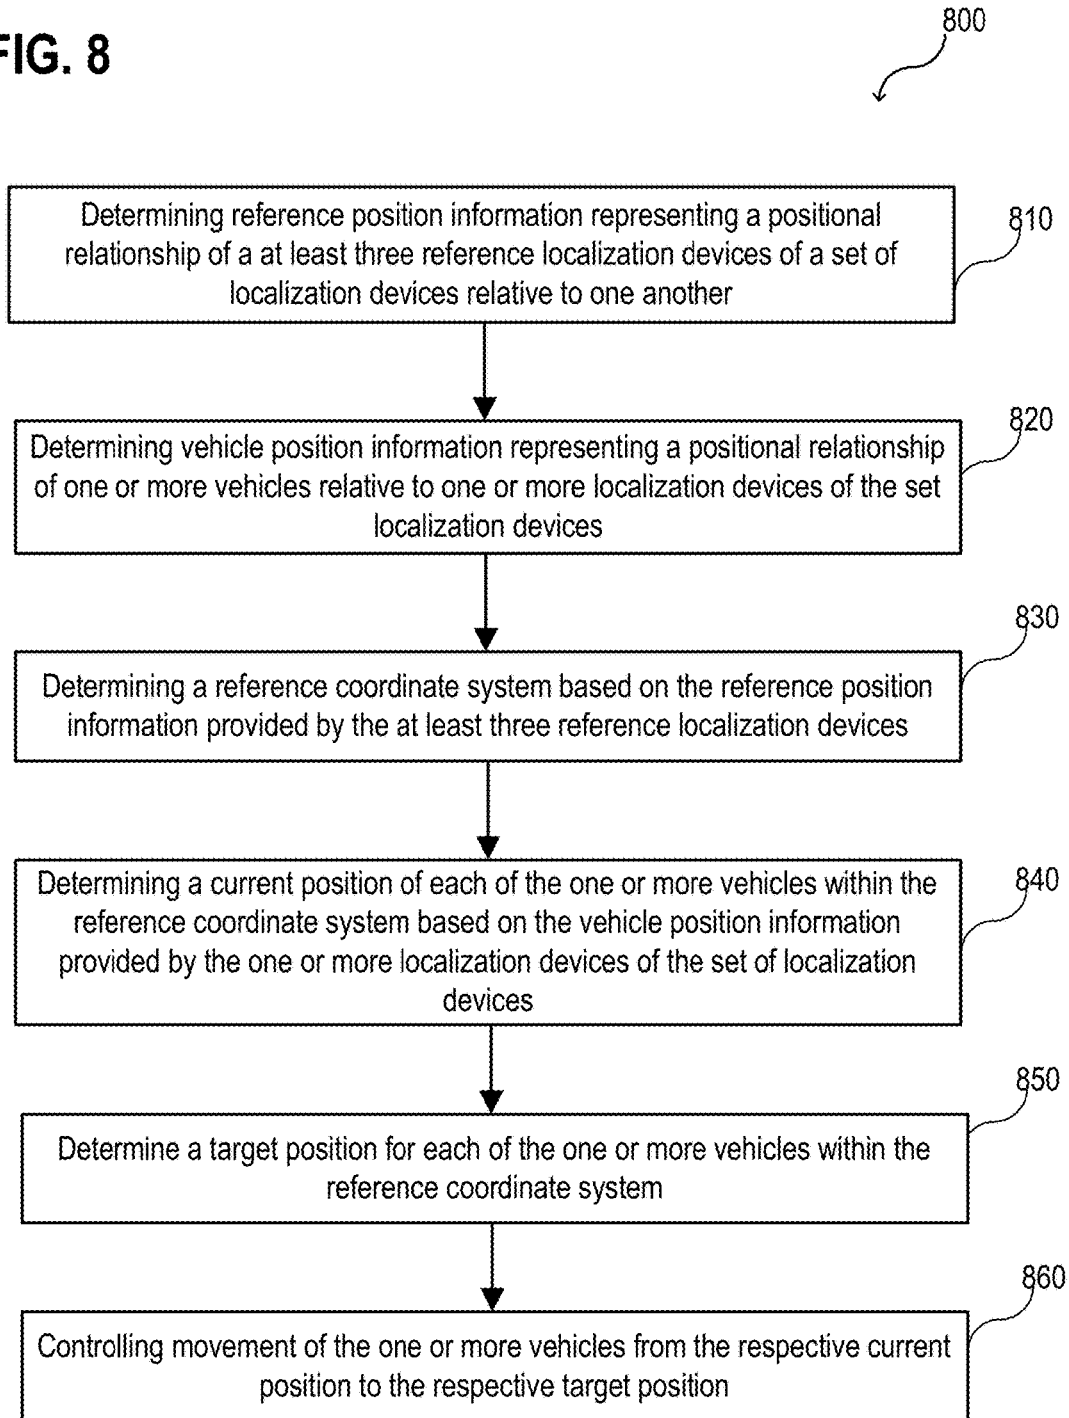 FIG. 8
800
Determining reference position information representing a positional
relationship of a at least three reference localization devices of a set of
localization devices relative to one another
810
Determining vehicle position information representing a positional relationship
of one or more vehicles relative to one or more localization devices of the set
localization devices
820
Determining a reference coordinate system based on the reference position
information provided by the at least three reference localization devices
830
Determining a current position of each of the one or more vehicles within the
reference coordinate system based on the vehicle position information
provided by the one or more localization devices of the set of localization
devices
840
Determine a target position for each of the one or more vehicles within the
reference coordinate system
850
Controlling movement of the one or more vehicles from the respective current
position to the respective target position
860